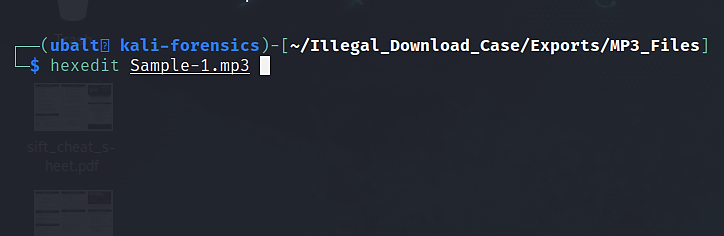 (ubalt kali-forensics)-[~/Illegal_Download_Case/Exports/MP3_Files]
$ hexedit Sample-1.mp3
sift_cheat_s-
heet.pdf